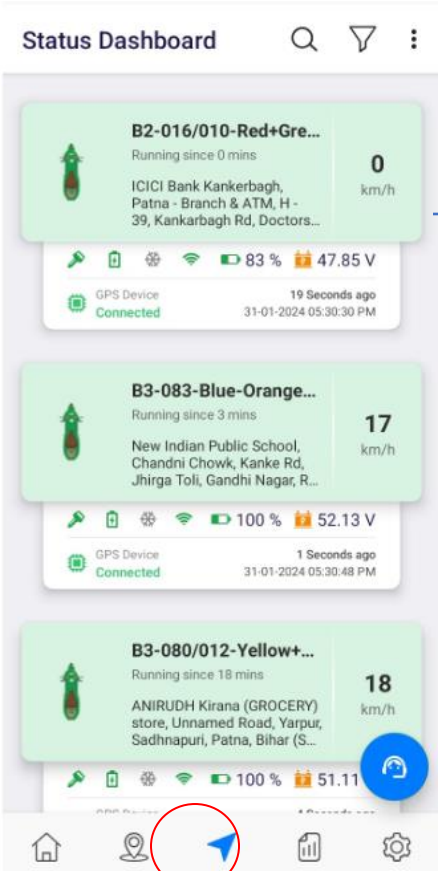 Status Dashboard
B2-016/010-Red+Gre...
Running since 0 mins
ICICI Bank Kankerbagh,
Patna - Branch & ATM, H -
39, Kankarbagh Rd, Doctors...
0
km/h
83 %
47.85 V
GPS Device
Connected
19 Seconds ago
31-01-2024 05:30:30 PM
B3-083-Blue-Orange...
Running since 3 mins
New Indian Public School,
Chandni Chowk, Kanke Rd,
Jhirga Toli, Gandhi Nagar, R...
17
km/h
100 %
52.13 V
GPS Device
Connected
1 Second ago
31-01-2024 05:30:48 PM
B3-080/012-Yellow+...
Running since 18 mins
ANIRUDH Kirana (GROCERY)
store, Unnamed Road, Yarpur,
Sadhnapuri, Patna, Bihar (S...
18
km/h
100 %
51.11